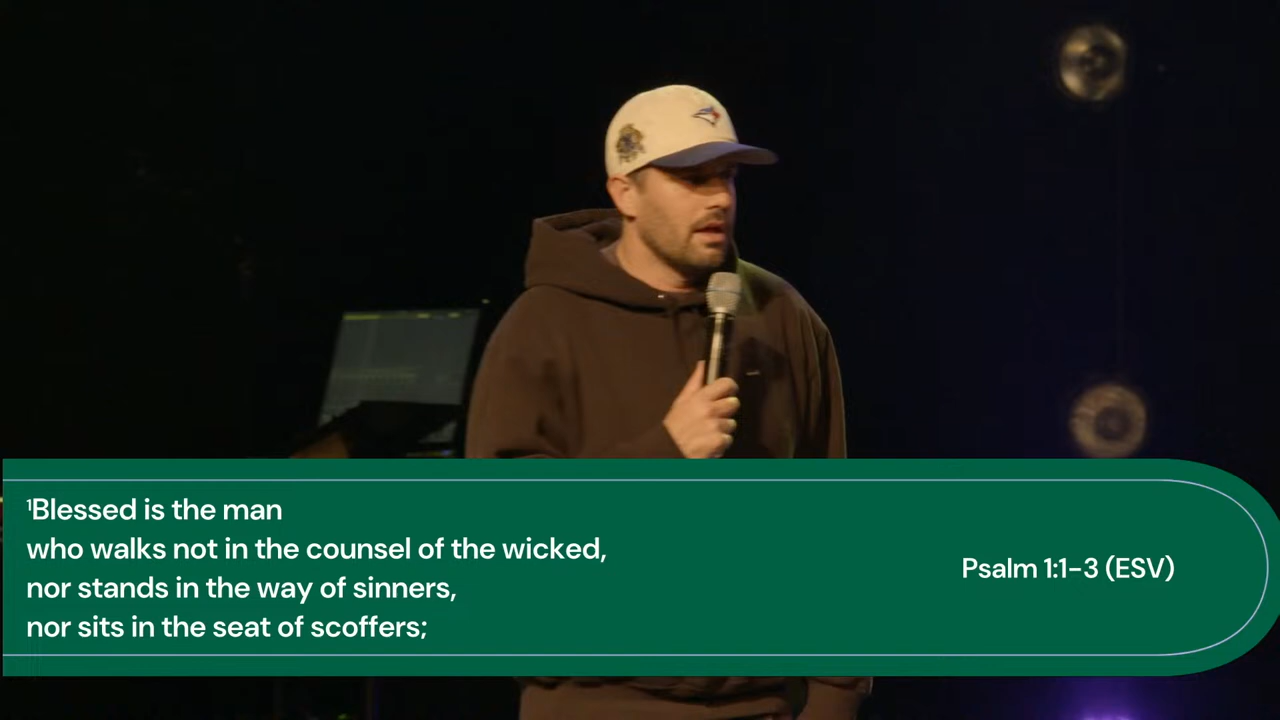 ¹Blessed is the man
who walks not in the counsel of the wicked,
nor stands in the way of sinners,
nor sits in the seat of scoffers;
Psalm 1:1–3 (ESV)